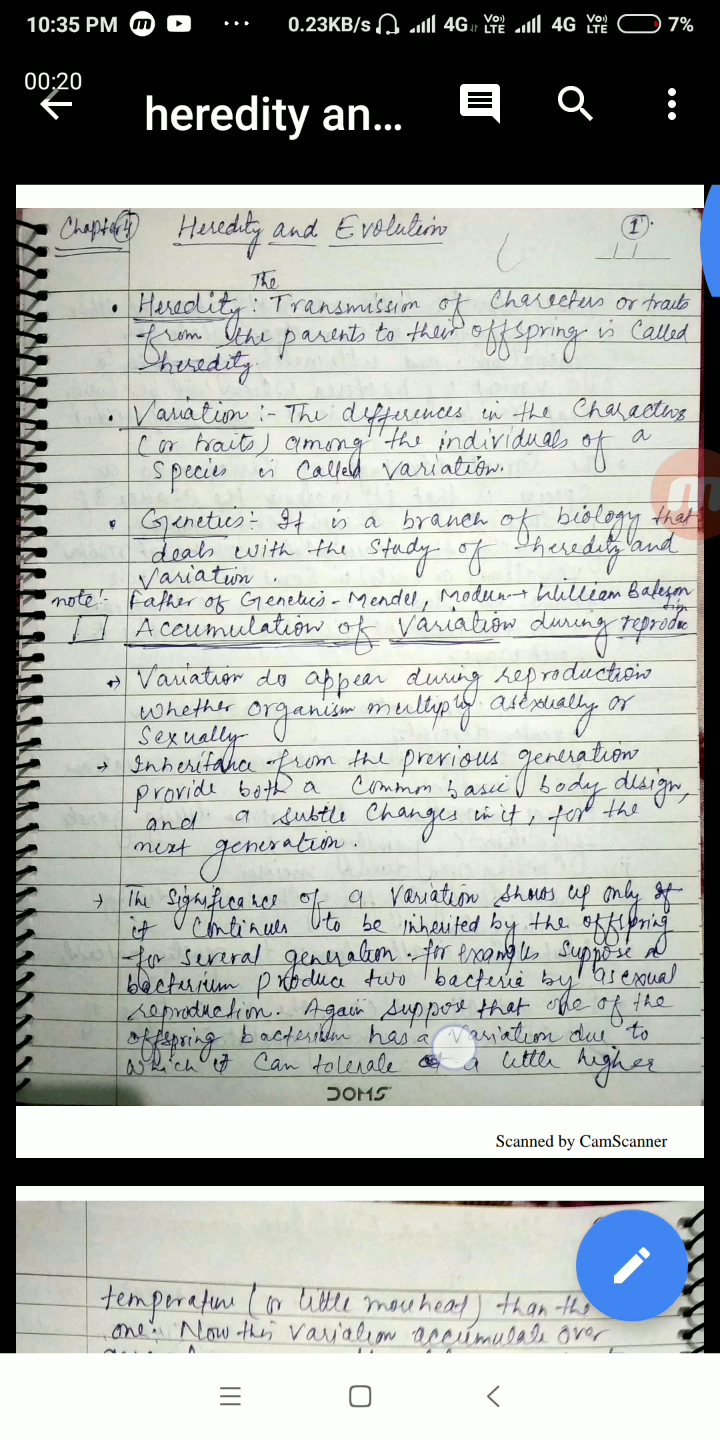 10:35 PM ... 0.23KB/s 4G VoLTE 4G VoLTE 7%
00:20
heredity an...
Chapter 4 Heredity and Evolution 1
The
• Heredity: Transmission of Characters or traits
from the parents to their offspring is Called
heredity.
• Variation :- The differences in the Characters
(or traits) among the individuals of a
Species is Called variation.
• Genetics:- It is a branch of biology that
deals with the study of heredity and
variation.
note:- Father of Genetics - Mendel, Modern → William Bateson
Accumulation of Variation during reproduc
→ Variation do appear during reproduction
whether organism multiply asexually or
Sexually
→ Inheritance from the previous generation
provide both a Common basic body design,
and a subtle Changes in it, for the
next generation.
→ The Significance of a Variation shows up only if
it Continues to be inherited by the offspring
for several generation. for example Suppose a
bacterium produce two bacteria by asexual
reproduction. Again suppose that one of the
offspring bacterium has a Variation due to
which it Can tolerate a little higher
DOMS
Scanned by CamScanner
temperature (or little more heat) than the
one. Now this variation accumulate over